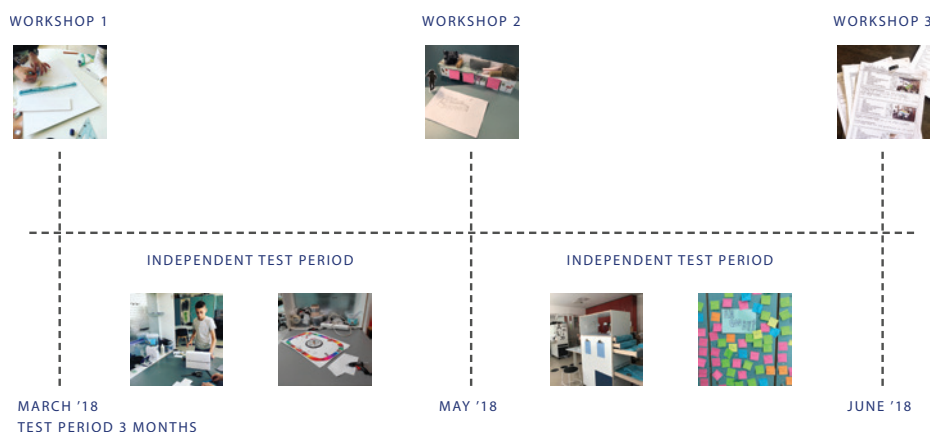 WORKSHOP 1
WORKSHOP 2
WORKSHOP 3
INDEPENDENT TEST PERIOD
INDEPENDENT TEST PERIOD
MARCH ’18
TEST PERIOD 3 MONTHS
MAY ’18
JUNE ’18